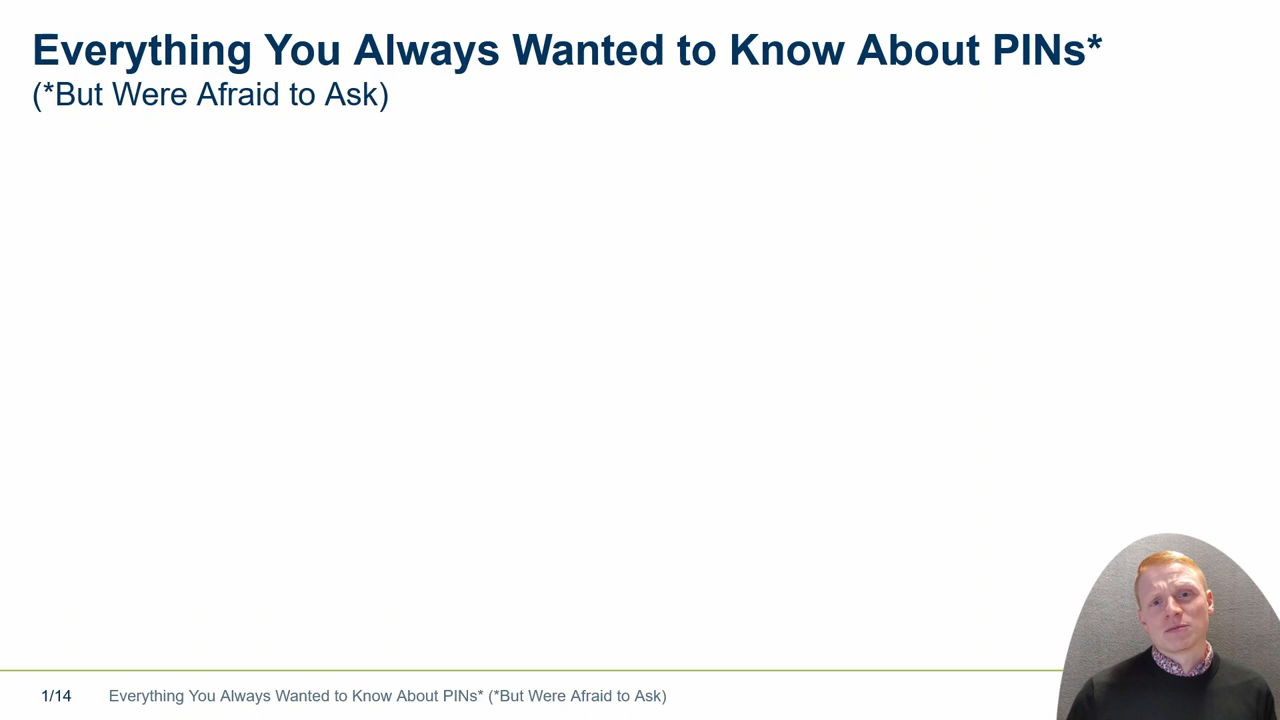 Everything You Always Wanted to Know About PINs*
(*But Were Afraid to Ask)
1/14 Everything You Always Wanted to Know About PINs* (*But Were Afraid to Ask)